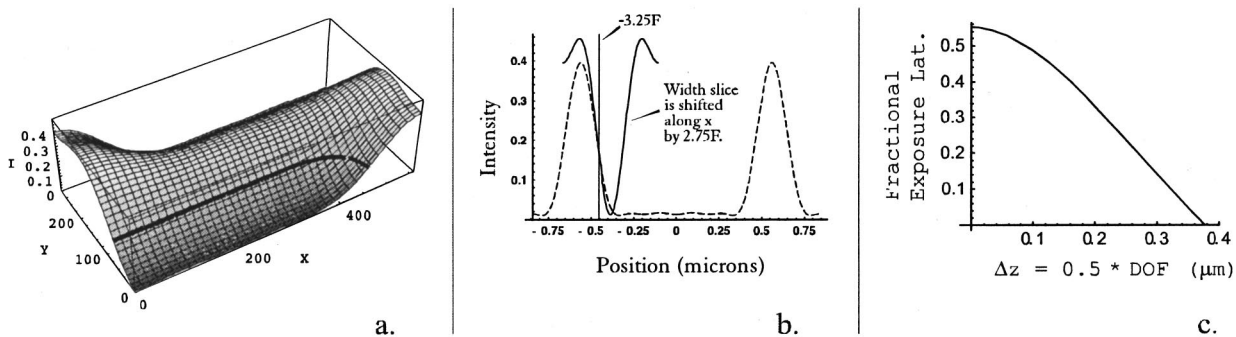 0.4
0.3
I 0.2
0.1
0
200
Y 100
0 0
200 X
400
a.
-3.25F
0.4
0.3
0.2
0.1
Intensity
Width slice
is shifted
along x
by 2.75F.
- 0.75 - 0.5 -0.25 0 0.25 0.5 0.75
Position (microns)
b.
Fractional
Exposure Lat.
0.5
0.4
0.3
0.2
0.1
0.1 0.2 0.3 0.4
Δz = 0.5 * DOF (μm)
c.